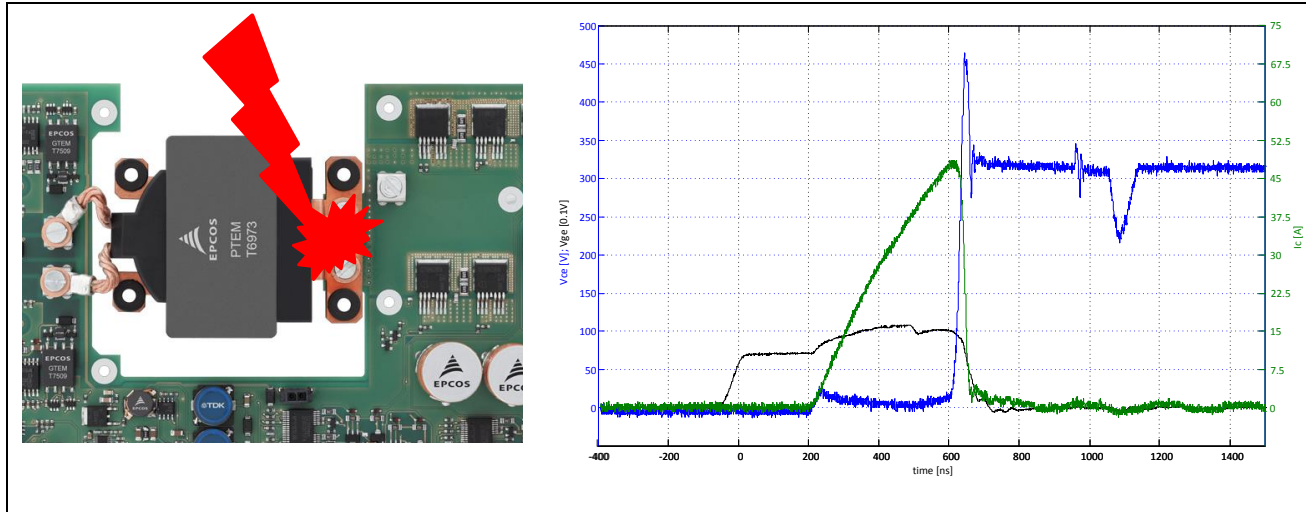 EPCOS
GTEM
T7509
EPCOS
PTEM
T6973
EPCOS
GTEM
T7509
EPCOS
EPCOS
TDK
500
450
400
350
300
250
200
150
100
50
0
Vce [V]; Vge [0.1V]
75
67.5
60
52.5
45
37.5
30
22.5
15
7.5
0
Ic [A]
-400
-200
0
200
400
600
800
1000
1200
1400
time [ns]